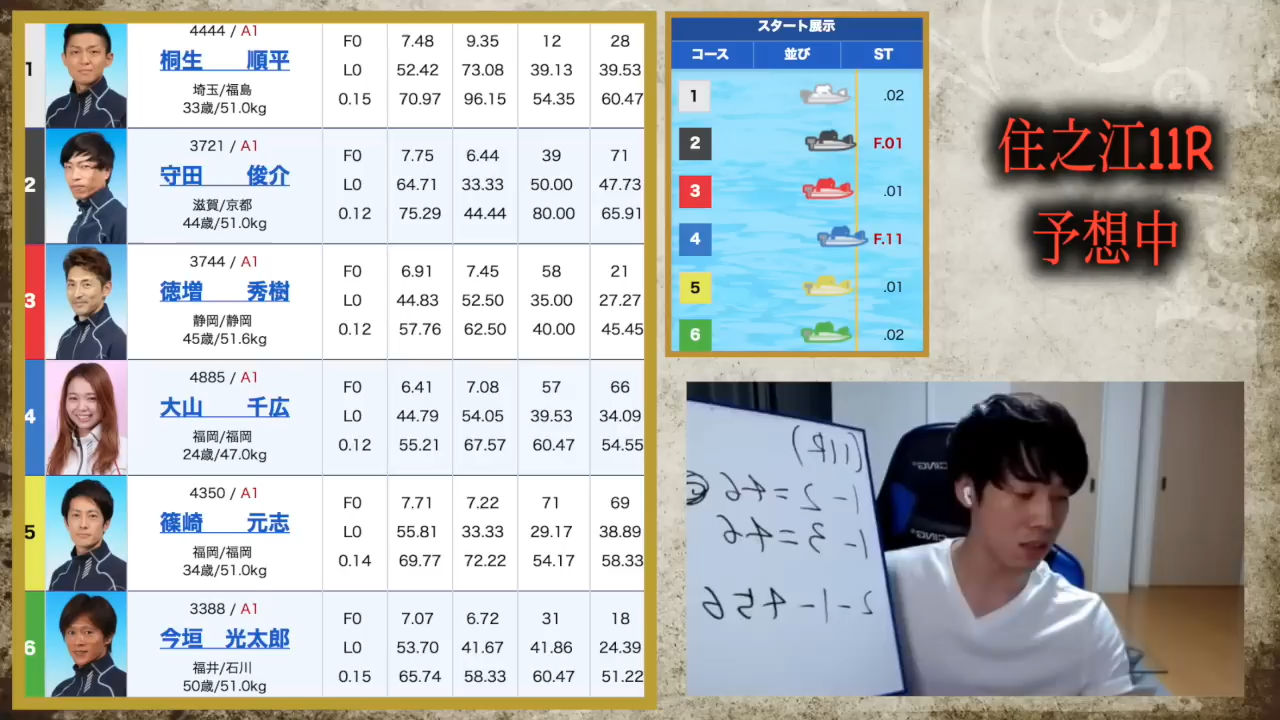 1
4444 / A1
桐生 順平
埼玉/福島
33歳/51.0kg
F0 7.48 9.35 12 28
L0 52.42 73.08 39.13 39.53
0.15 70.97 96.15 54.35 60.47
2
3721 / A1
守田 俊介
滋賀/京都
44歳/51.0kg
F0 7.75 6.44 39 71
L0 64.71 33.33 50.00 47.73
0.12 75.29 44.44 80.00 65.91
3
3744 / A1
徳増 秀樹
静岡/静岡
45歳/51.6kg
F0 6.91 7.45 58 21
L0 44.83 52.50 35.00 27.27
0.12 57.76 62.50 40.00 45.45
4
4885 / A1
大山 千広
福岡/福岡
24歳/47.0kg
F0 6.41 7.08 57 66
L0 44.79 54.05 39.53 34.09
0.12 55.21 67.57 60.47 54.55
5
4350 / A1
篠崎 元志
福岡/福岡
34歳/51.0kg
F0 7.71 7.22 71 69
L0 55.81 33.33 29.17 38.89
0.14 69.77 72.22 54.17 58.33
6
3388 / A1
今垣 光太郎
福井/石川
50歳/51.0kg
F0 7.07 6.72 31 18
L0 53.70 41.67 41.86 24.39
0.15 65.74 58.33 60.47 51.22
スタート展示
コース 並び ST
1 .02
2 F.01
3 .01
4 F.11
5 .01
6 .02
住之江11R
予想中
(11R)
1-2=46
1-3=46
2-1-456